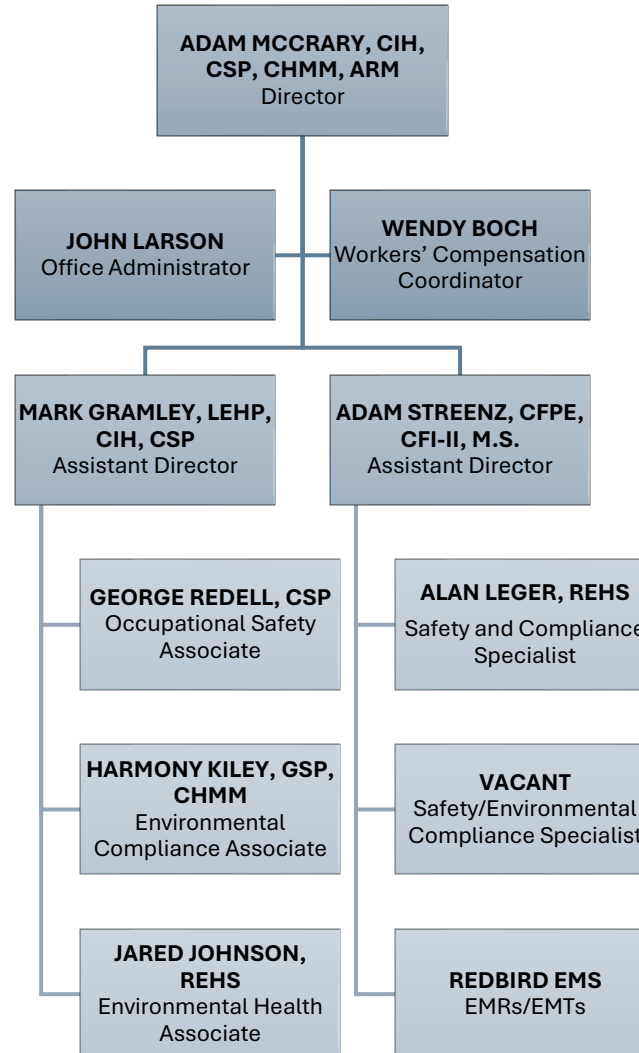 ADAM MCCRARY, CIH,
CSP, CHMM, ARM
Director
JOHN LARSON
Office Administrator
WENDY BOCH
Workers’ Compensation
Coordinator
MARK GRAMLEY, LEHP,
CIH, CSP
Assistant Director
ADAM STREENZ, CFPE,
CFI-II, M.S.
Assistant Director
GEORGE REDELL, CSP
Occupational Safety
Associate
HARMONY KILEY, GSP,
CHMM
Environmental
Compliance Associate
JARED JOHNSON,
REHS
Environmental Health
Associate
ALAN LEGER, REHS
Safety and Compliance
Specialist
VACANT
Safety/Environmental
Compliance Specialist
REDBIRD EMS
EMRs/EMTs